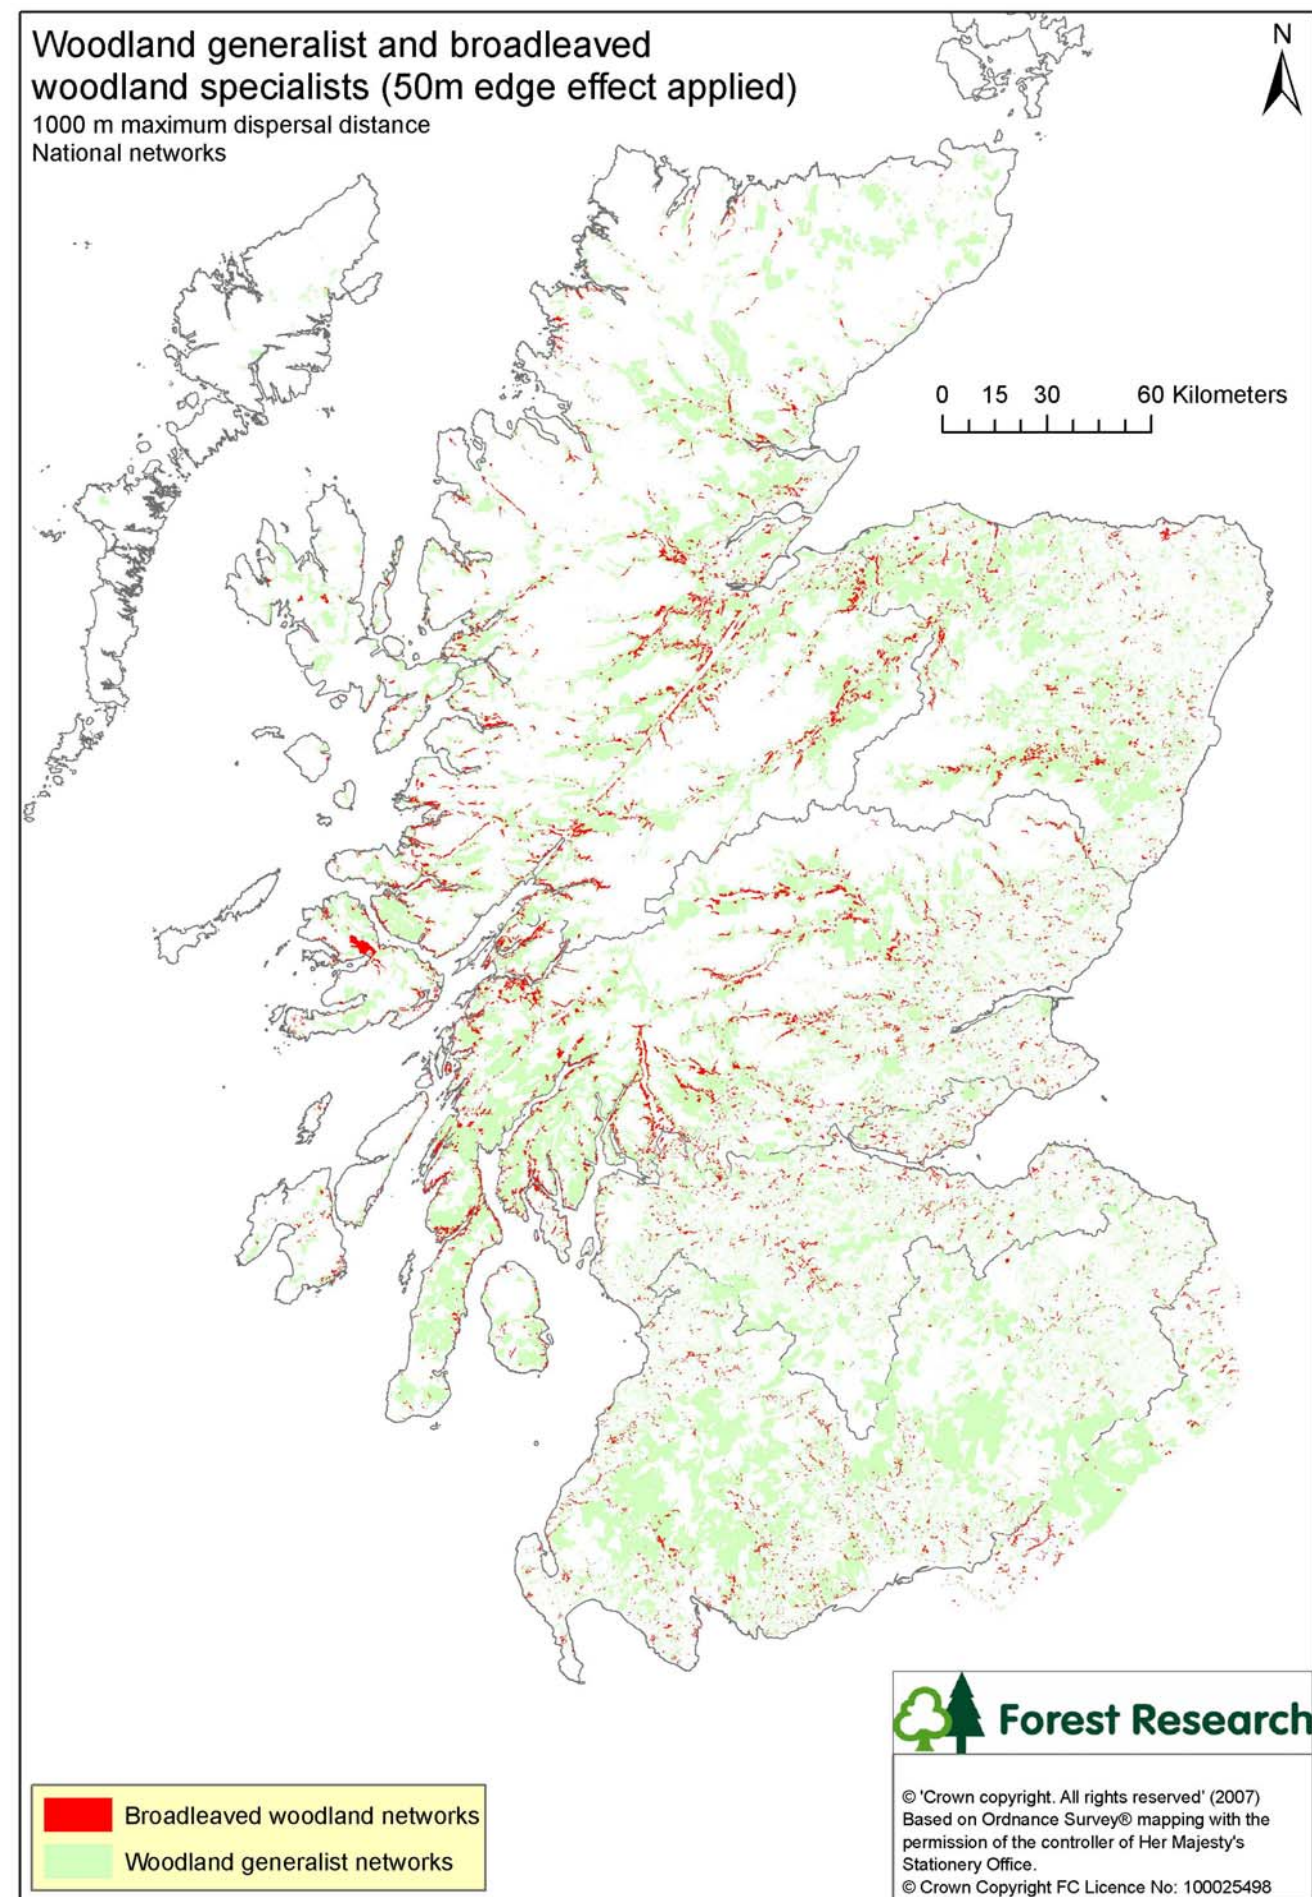 Woodland generalist and broadleaved
woodland specialists (50m edge effect applied)
1000 m maximum dispersal distance
National networks
N
0 15 30 60 Kilometers
Forest Research
© 'Crown copyright. All rights reserved' (2007)
Based on Ordnance Survey® mapping with the
permission of the controller of Her Majesty's
Stationery Office.
© Crown Copyright FC Licence No: 100025498
Broadleaved woodland networks
Woodland generalist networks